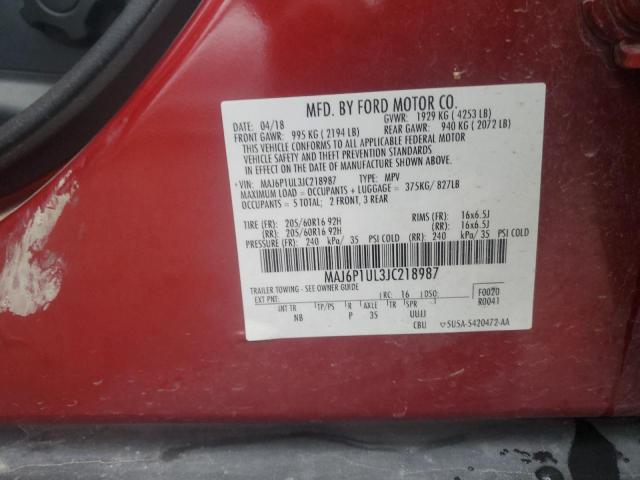 MFD. BY FORD MOTOR CO.
DATE: 04/18 GVWR: 1929 KG ( 4253 LB)
FRONT GAWR: 995 KG ( 2194 LB) REAR GAWR: 940 KG ( 2072 LB)
THIS VEHICLE CONFORMS TO ALL APPLICABLE FEDERAL MOTOR
VEHICLE SAFETY AND THEFT PREVENTION STANDARDS
IN EFFECT ON THE DATE OF MANUFACTURE SHOWN ABOVE.
VIN: MAJ6P1UL3JC218987 TYPE: MPV
MAXIMUM LOAD = OCCUPANTS + LUGGAGE = 375KG/ 827LB
OCCUPANTS = 5 TOTAL; 2 FRONT, 3 REAR
TIRE (FR): 205/60R16 92H RIMS (FR): 16x6.5J
(RR): 205/60R16 92H (RR): 16x6.5J
PRESSURE (FR): 240 kPa/ 35 PSI COLD (RR): 240 kPa/ 35 PSI COLD
MAJ6P1UL3JC218987
TRAILER TOWING - SEE OWNER GUIDE
EXT PNT: RC: 16 DSO: F0020
R0041
INT TR TP/PS R AXLE TR SPR
NB P 35 UUJJ
CBU 5USA-5420472-AA